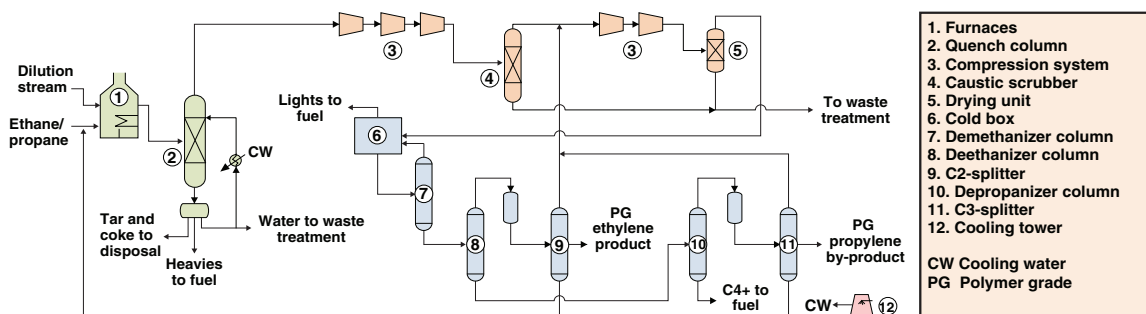 Dilution
stream
Ethane/
propane
1
2
CW
Tar and
coke to
disposal
Heavies
to fuel
Water to waste
treatment
3
4
3
5
To waste
treatment
Lights to
fuel
6
7
8
9
PG
ethylene
product
10
11
PG
propylene
by-product
C4+ to
fuel
CW
12
1. Furnaces
2. Quench column
3. Compression system
4. Caustic scrubber
5. Drying unit
6. Cold box
7. Demethanizer column
8. Deethanizer column
9. C2-splitter
10. Depropanizer column
11. C3-splitter
12. Cooling tower
CW Cooling water
PG Polymer grade